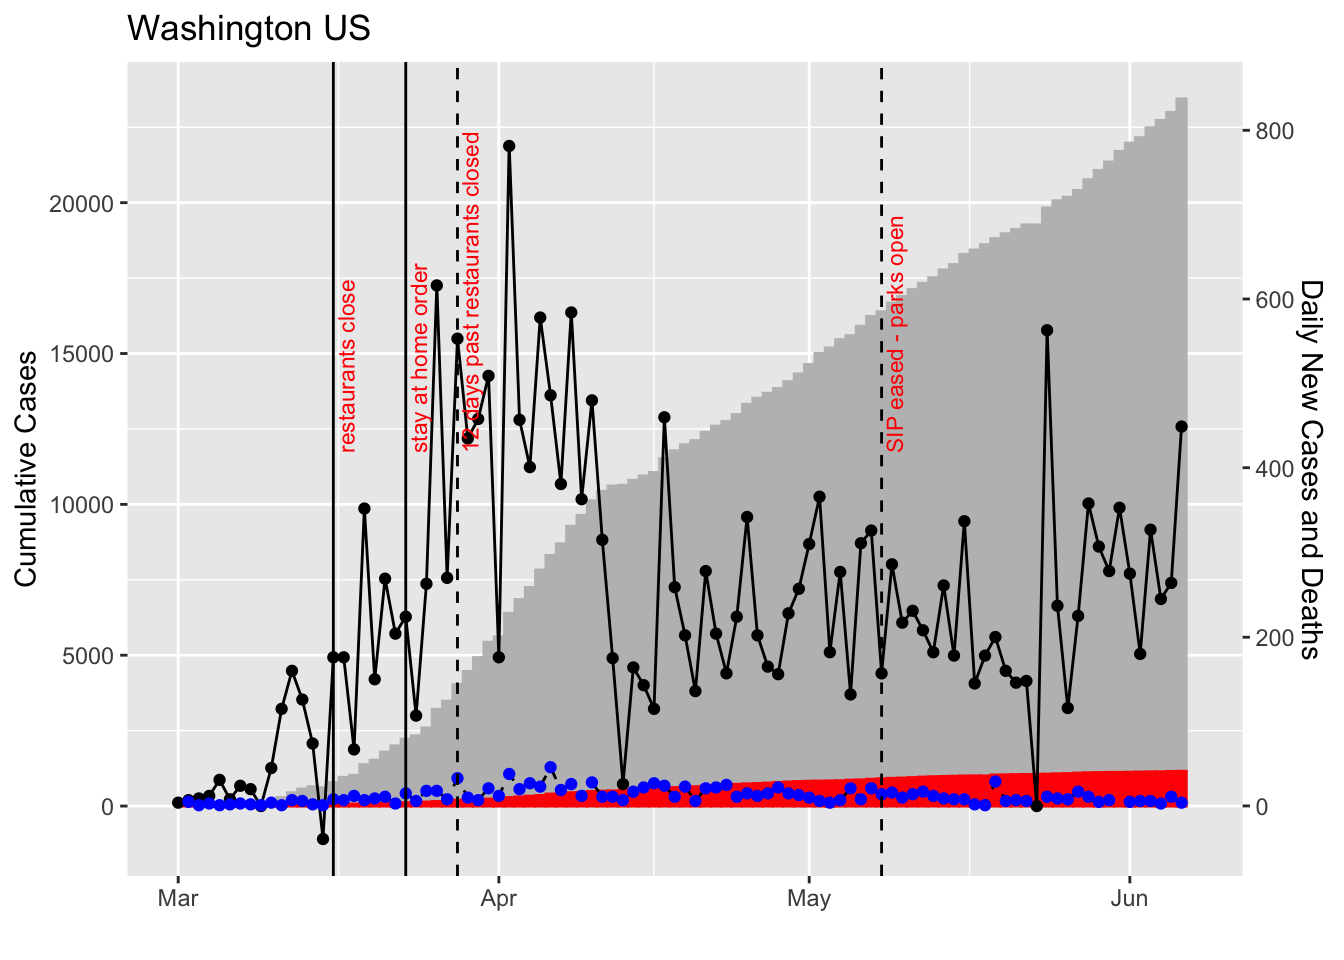 Washington US
Cumulative Cases
20000
15000
10000
5000
0
restaurants close
stay at home order
12 days past restaurants closed
SIP eased - parks open
800
600
400
200
0
Daily New Cases and Deaths
Mar
Apr
May
Jun